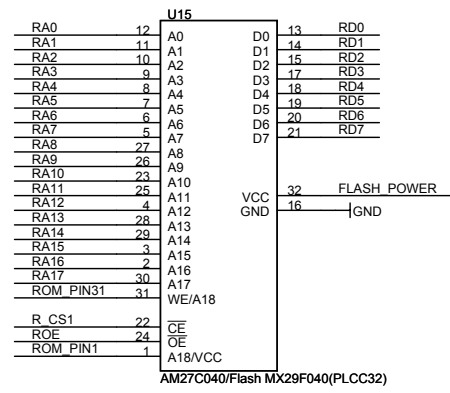 U15
RA0 12 A0 D0 13 RD0
RA1 11 A1 D1 14 RD1
RA2 10 A2 D2 15 RD2
RA3 9 A3 D3 17 RD3
RA4 8 A4 D4 18 RD4
RA5 7 A5 D5 19 RD5
RA6 6 A6 D6 20 RD6
RA7 5 A7 D7 21 RD7
RA8 27 A8
RA9 26 A9
RA10 23 A10
RA11 25 A11 VCC 32 FLASH_POWER
RA12 4 A12 GND 16 GND
RA13 28 A13
RA14 29 A14
RA15 3 A15
RA16 2 A16
RA17 30 A17
ROM_PIN31 31 WE/A18
R_CS1 22 CE
ROE 24 OE
ROM_PIN1 1 A18/VCC
AM27C040/Flash MX29F040(PLCC32)